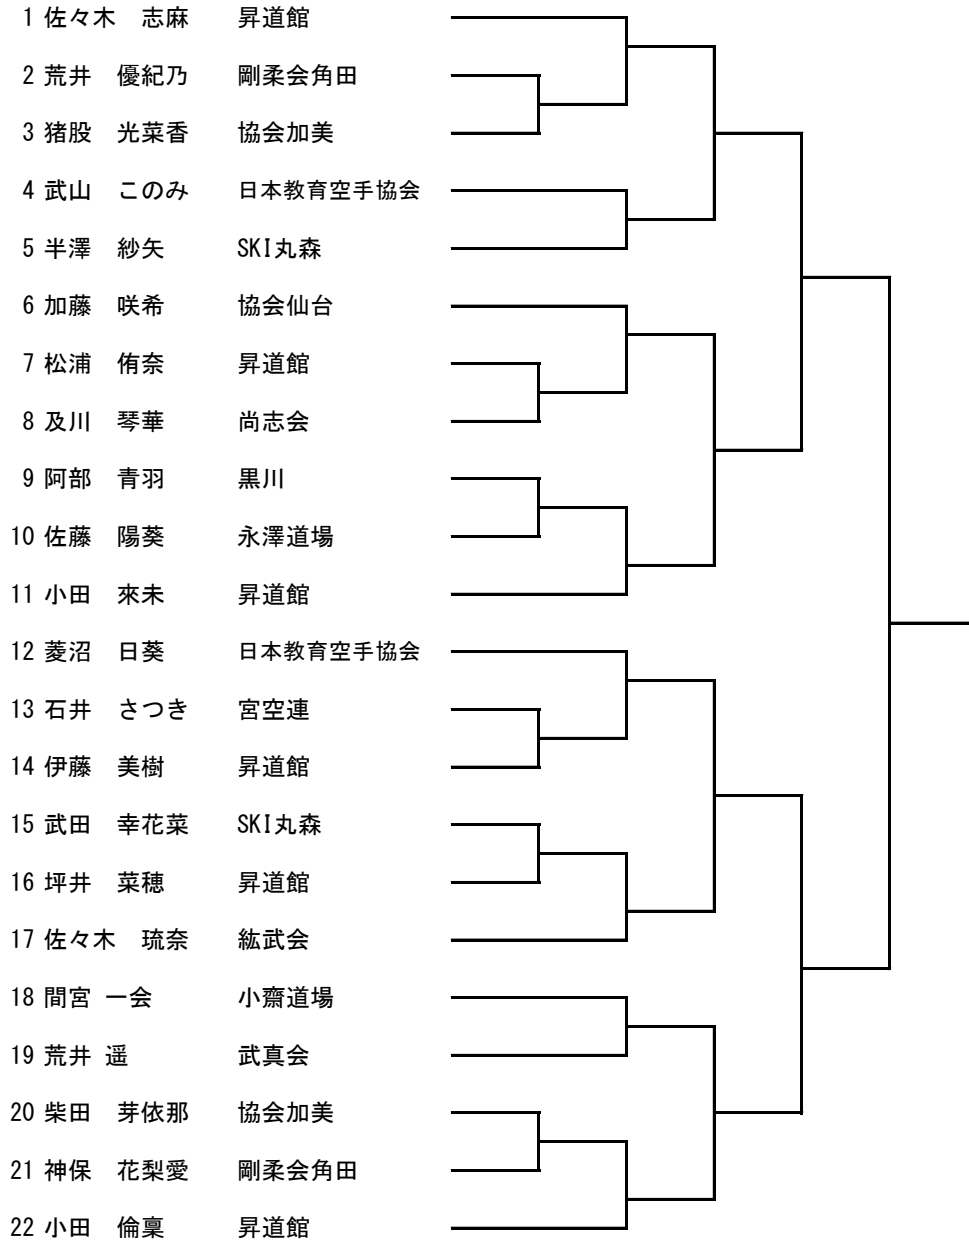 1 佐々木　志麻 昇道館
2 荒井　優紀乃 剛柔会角田
3 猪股　光菜香 協会加美
4 武山　このみ 日本教育空手協会
5 半澤　紗矢 SKI丸森
6 加藤　咲希 協会仙台
7 松浦　侑奈 昇道館
8 及川　琴華 尚志会
9 阿部　青羽 黒川
10 佐藤　陽葵 永澤道場
11 小田　來未 昇道館
12 菱沼　日葵 日本教育空手協会
13 石井　さつき 宮空連
14 伊藤　美樹 昇道館
15 武田　幸花菜 SKI丸森
16 坪井　菜穂 昇道館
17 佐々木　琉奈 紘武会
18 間宮 一会 小齋道場
19 荒井 遥 武真会
20 柴田　芽依那 協会加美
21 神保　花梨愛 剛柔会角田
22 小田　倫稟 昇道館